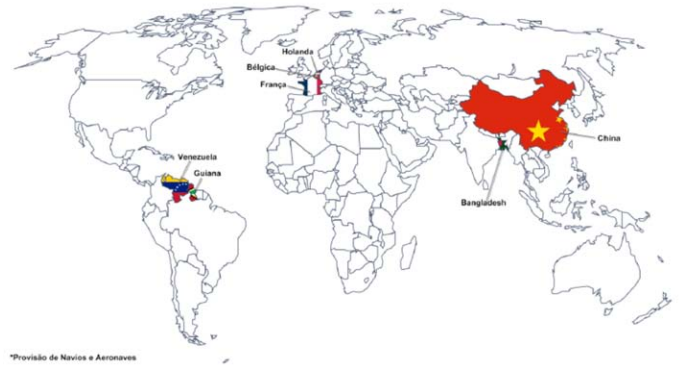 Holanda
Bélgica
França
China
Venezuela
Guiana
Bangladesh
*Provisão de Navios e Aeronaves